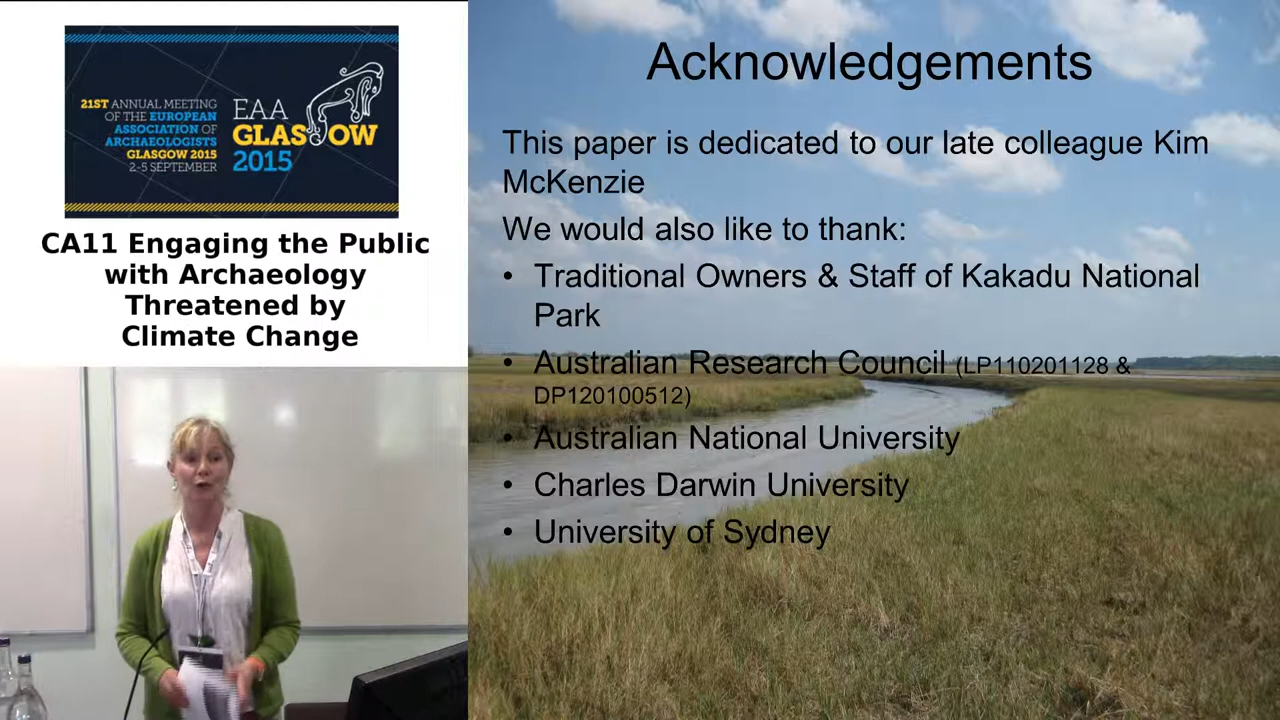 21ST ANNUAL MEETING
OF THE EUROPEAN
ASSOCIATION OF
ARCHAEOLOGISTS
GLASGOW 2015
2-5 SEPTEMBER
EAA
GLASGOW
2015
CA11 Engaging the Public
with Archaeology
Threatened by
Climate Change
Acknowledgements
This paper is dedicated to our late colleague Kim
McKenzie
We would also like to thank:
• Traditional Owners & Staff of Kakadu National
Park
• Australian Research Council (LP110201128 &
DP120100512)
• Australian National University
• Charles Darwin University
• University of Sydney